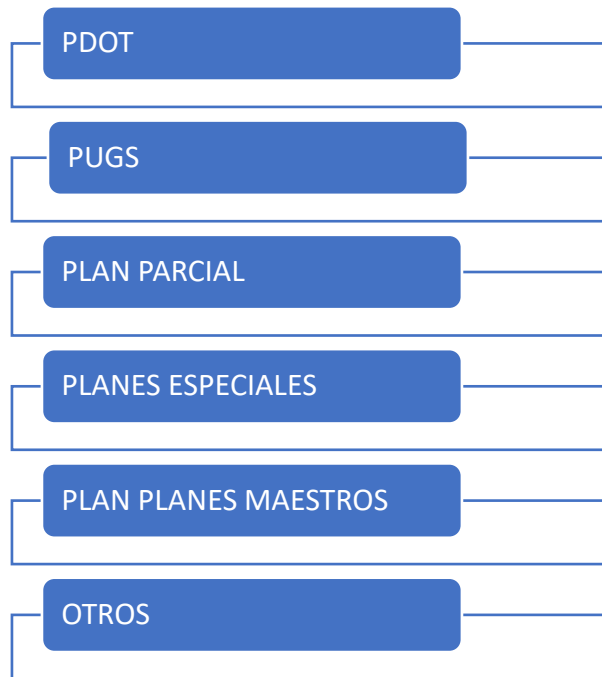 PDOT
PUGS
PLAN PARCIAL
PLANES ESPECIALES
PLAN PLANES MAESTROS
OTROS